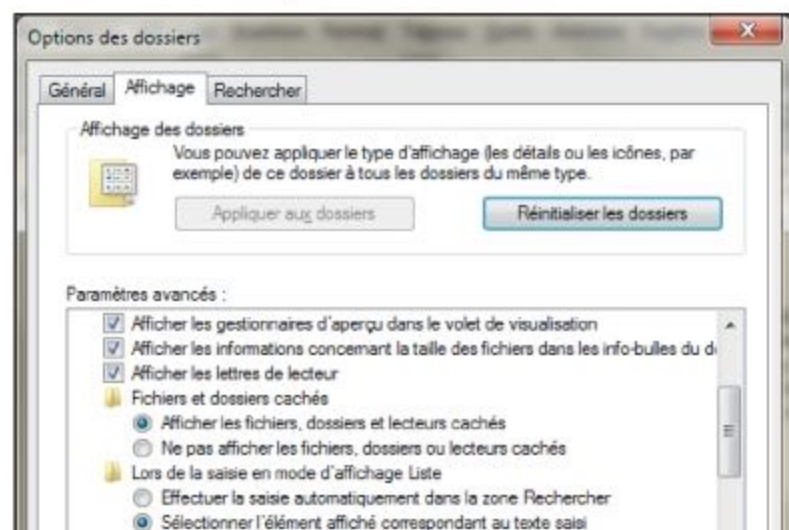 Options des dossiers
Général Affichage Rechercher
Affichage des dossiers
Vous pouvez appliquer le type d'affichage (les détails ou les icônes, par
exemple) de ce dossier à tous les dossiers du même type.
Appliquer aux dossiers Réinitialiser les dossiers
Paramètres avancés :
Afficher les gestionnaires d'aperçu dans le volet de visualisation
Afficher les informations concernant la taille des fichiers dans les info-bulles du d
Afficher les lettres de lecteur
Fichiers et dossiers cachés
Afficher les fichiers, dossiers et lecteurs cachés
Ne pas afficher les fichiers, dossiers ou lecteurs cachés
Lors de la saisie en mode d'affichage Liste
Effectuer la saisie automatiquement dans la zone Rechercher
Sélectionner l'élément affiché correspondant au texte saisi